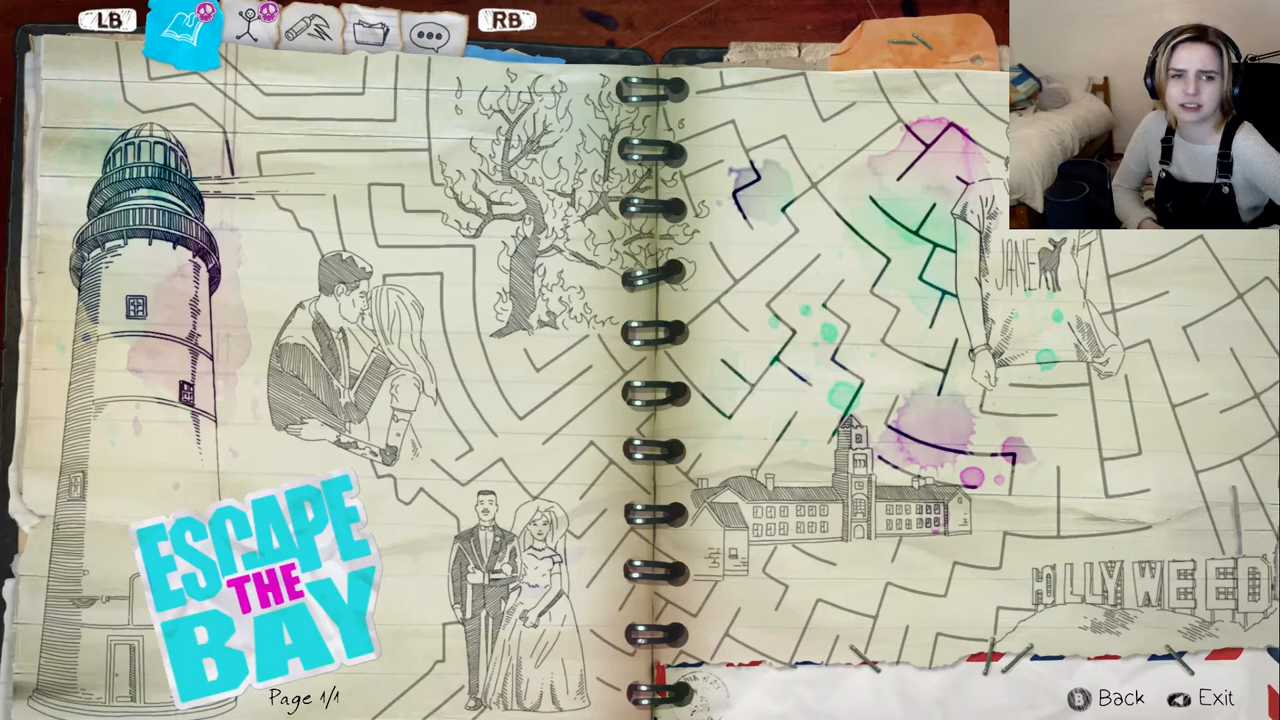 LB
RB
JANE
ESCAPE
THE
BAY
HOLLYWEED
Page 1/1
B Back
Exit